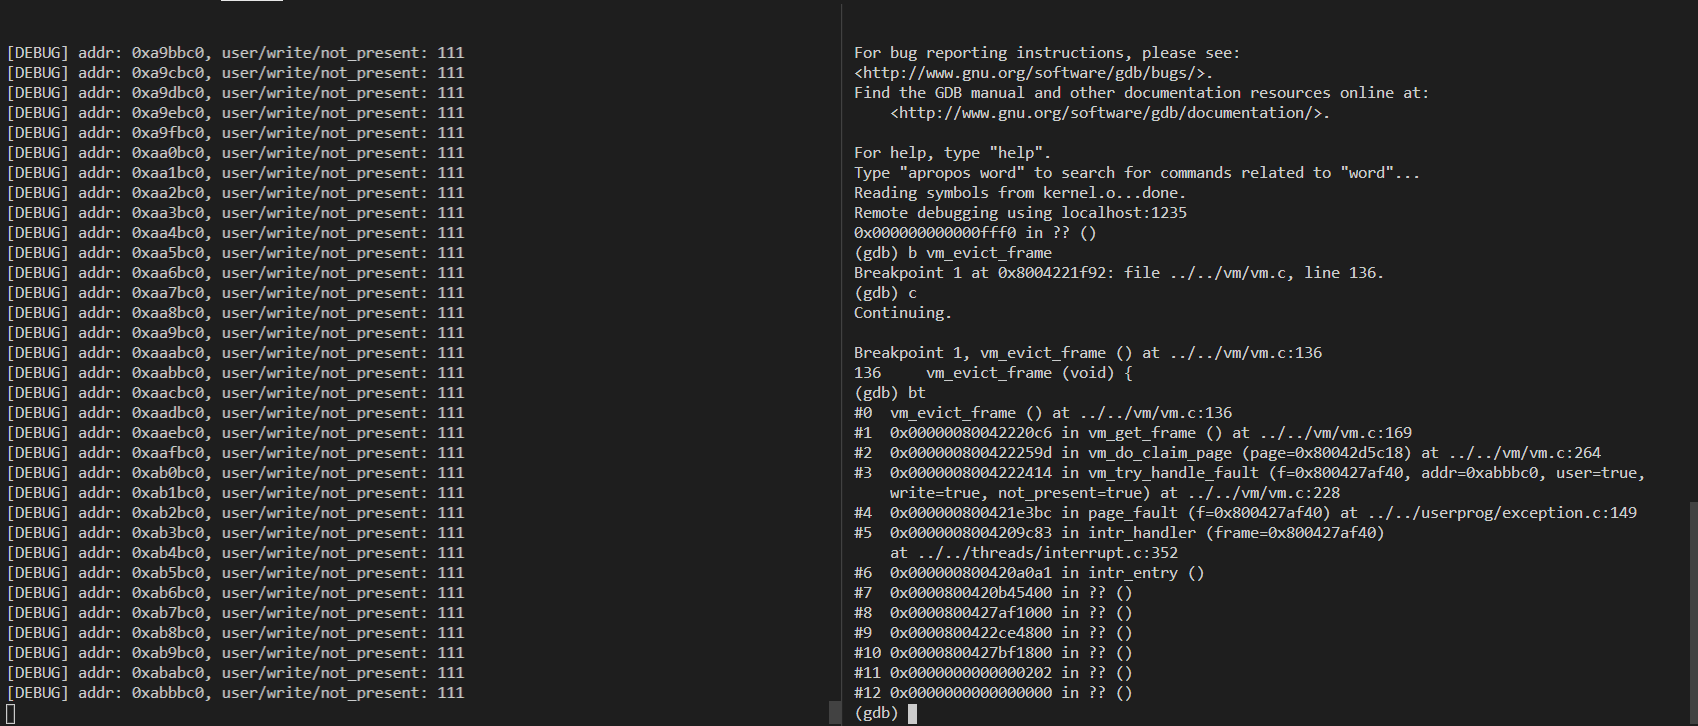 [DEBUG] addr: 0xa9bbc0, user/write/not_present: 111
[DEBUG] addr: 0xa9cbc0, user/write/not_present: 111
[DEBUG] addr: 0xa9dbc0, user/write/not_present: 111
[DEBUG] addr: 0xa9ebc0, user/write/not_present: 111
[DEBUG] addr: 0xa9fbc0, user/write/not_present: 111
[DEBUG] addr: 0xaa0bc0, user/write/not_present: 111
[DEBUG] addr: 0xaa1bc0, user/write/not_present: 111
[DEBUG] addr: 0xaa2bc0, user/write/not_present: 111
[DEBUG] addr: 0xaa3bc0, user/write/not_present: 111
[DEBUG] addr: 0xaa4bc0, user/write/not_present: 111
[DEBUG] addr: 0xaa5bc0, user/write/not_present: 111
[DEBUG] addr: 0xaa6bc0, user/write/not_present: 111
[DEBUG] addr: 0xaa7bc0, user/write/not_present: 111
[DEBUG] addr: 0xaa8bc0, user/write/not_present: 111
[DEBUG] addr: 0xaa9bc0, user/write/not_present: 111
[DEBUG] addr: 0xaaabc0, user/write/not_present: 111
[DEBUG] addr: 0xaabbc0, user/write/not_present: 111
[DEBUG] addr: 0xaacbc0, user/write/not_present: 111
[DEBUG] addr: 0xaadbc0, user/write/not_present: 111
[DEBUG] addr: 0xaaebc0, user/write/not_present: 111
[DEBUG] addr: 0xaafbc0, user/write/not_present: 111
[DEBUG] addr: 0xab0bc0, user/write/not_present: 111
[DEBUG] addr: 0xab1bc0, user/write/not_present: 111
[DEBUG] addr: 0xab2bc0, user/write/not_present: 111
[DEBUG] addr: 0xab3bc0, user/write/not_present: 111
[DEBUG] addr: 0xab4bc0, user/write/not_present: 111
[DEBUG] addr: 0xab5bc0, user/write/not_present: 111
[DEBUG] addr: 0xab6bc0, user/write/not_present: 111
[DEBUG] addr: 0xab7bc0, user/write/not_present: 111
[DEBUG] addr: 0xab8bc0, user/write/not_present: 111
[DEBUG] addr: 0xab9bc0, user/write/not_present: 111
[DEBUG] addr: 0xababc0, user/write/not_present: 111
[DEBUG] addr: 0xabbbc0, user/write/not_present: 111
For bug reporting instructions, please see:
<http://www.gnu.org/software/gdb/bugs/>.
Find the GDB manual and other documentation resources online at:
    <http://www.gnu.org/software/gdb/documentation/>.
For help, type "help".
Type "apropos word" to search for commands related to "word"...
Reading symbols from kernel.o...done.
Remote debugging using localhost:1235
0x000000000000fff0 in ?? ()
(gdb) b vm_evict_frame
Breakpoint 1 at 0x8004221f92: file ../../vm/vm.c, line 136.
(gdb) c
Continuing.
Breakpoint 1, vm_evict_frame () at ../../vm/vm.c:136
136     vm_evict_frame (void) {
(gdb) bt
#0  vm_evict_frame () at ../../vm/vm.c:136
#1  0x00000080042220c6 in vm_get_frame () at ../../vm/vm.c:169
#2  0x000000800422259d in vm_do_claim_page (page=0x80042d5c18) at ../../vm/vm.c:264
#3  0x0000008004222414 in vm_try_handle_fault (f=0x800427af40, addr=0xabbbc0, user=true,
    write=true, not_present=true) at ../../vm/vm.c:228
#4  0x000000800421e3bc in page_fault (f=0x800427af40) at ../../userprog/exception.c:149
#5  0x0000008004209c83 in intr_handler (frame=0x800427af40)
    at ../../threads/interrupt.c:352
#6  0x000000800420a0a1 in intr_entry ()
#7  0x0000800420b45400 in ?? ()
#8  0x0000800427af1000 in ?? ()
#9  0x0000800422ce4800 in ?? ()
#10 0x0000800427bf1800 in ?? ()
#11 0x0000000000000202 in ?? ()
#12 0x0000000000000000 in ?? ()
(gdb)